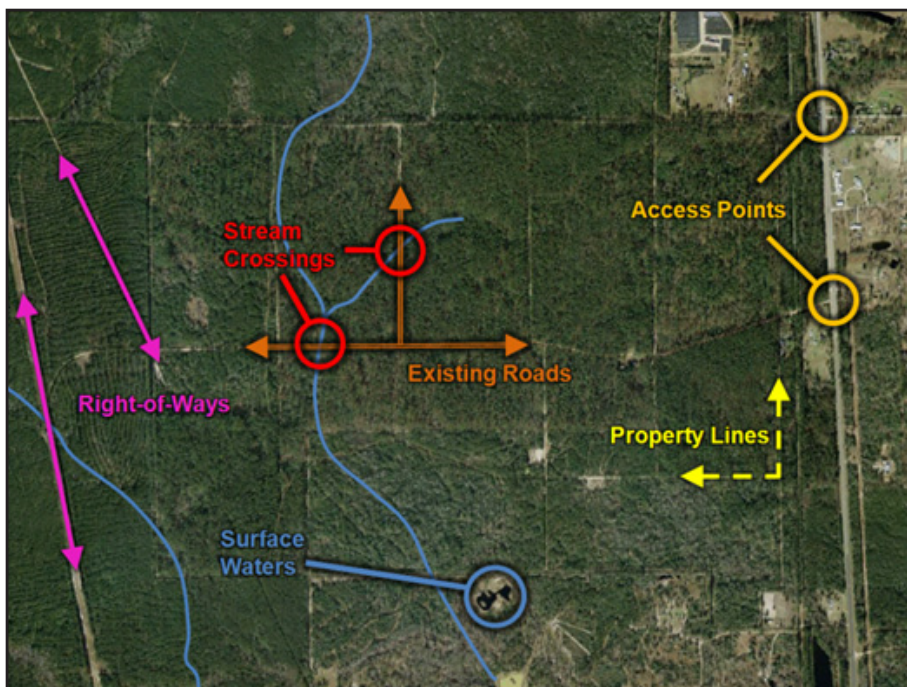 Stream
Crossings
Access Points
Existing Roads
Right-of-Ways
Property Lines
Surface
Waters